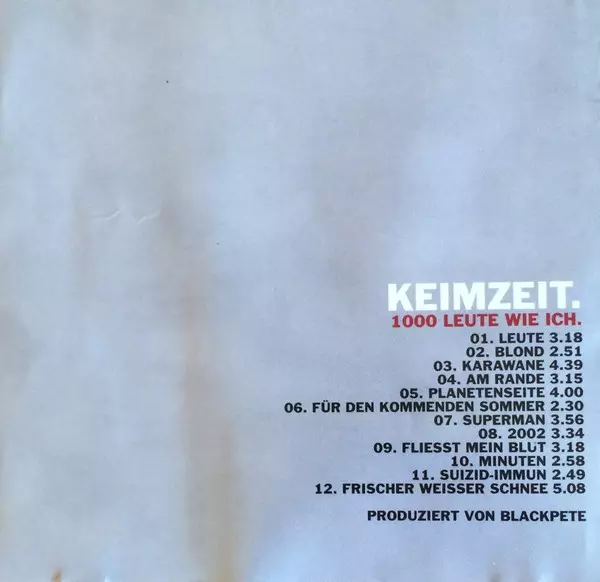 KEIMZEIT.
1000 LEUTE WIE ICH.
01. LEUTE 3.18
02. BLOND 2.51
03. KARAWANE 4.39
04. AM RANDE 3.15
05. PLANETENSEITE 4.00
06. FÜR DEN KOMMENDEN SOMMER 2.30
07. SUPERMAN 3.56
08. 2002 3.34
09. FLIESST MEIN BLUT 3.18
10. MINUTEN 2.58
11. SUIZID-IMMUN 2.49
12. FRISCHER WEISSER SCHNEE 5.08
PRODUZIERT VON BLACKPETE